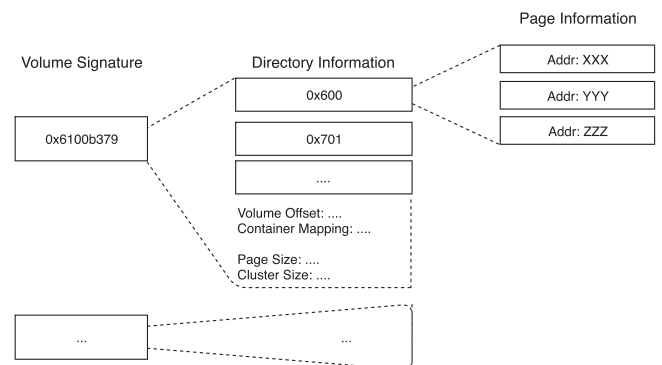 Page Information
Volume Signature
Directory Information
Addr: XXX
0x600
Addr: YYY
0x6100b379
0x701
Addr: ZZZ
....
Volume Offset: ....
Container Mapping: ....
Page Size: ....
Cluster Size: ....
...
...